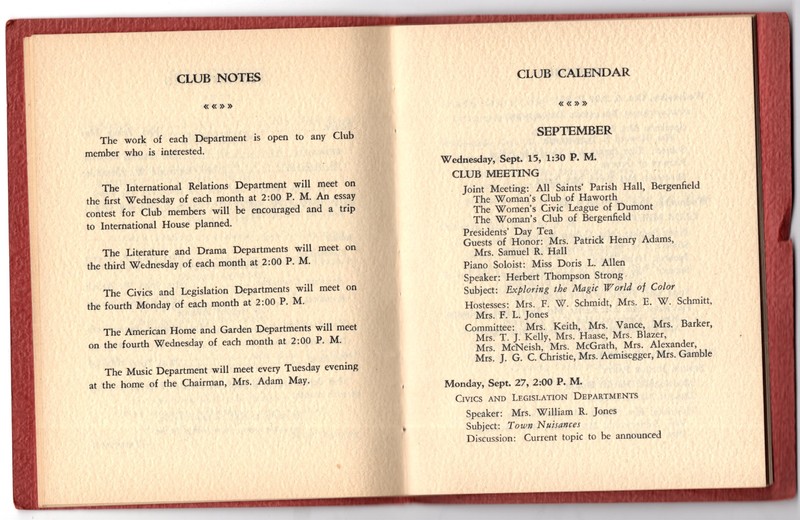 CLUB NOTES
««»»
The work of each Department is open to any Club
member who is interested.
The International Relations Department will meet on
the first Wednesday of each month at 2:00 P. M. An essay
contest for Club members will be encouraged and a trip
to International House planned.
The Literature and Drama Departments will meet on
the third Wednesday of each month at 2:00 P. M.
The Civics and Legislation Departments will meet on
the fourth Monday of each month at 2:00 P. M.
The American Home and Garden Departments will meet
on the fourth Wednesday of each month at 2:00 P. M.
The Music Department will meet every Tuesday evening
at the home of the Chairman, Mrs. Adam May.
CLUB CALENDAR
««»»
SEPTEMBER
Wednesday, Sept. 15, 1:30 P. M.
CLUB MEETING
Joint Meeting: All Saints' Parish Hall, Bergenfield
The Woman's Club of Haworth
The Women's Civic League of Dumont
The Woman's Club of Bergenfield
Presidents' Day Tea
Guests of Honor: Mrs. Patrick Henry Adams,
Mrs. Samuel R. Hall
Piano Soloist: Miss Doris L. Allen
Speaker: Herbert Thompson Strong
Subject: Exploring the Magic World of Color
Hostesses: Mrs. F. W. Schmidt, Mrs. E. W. Schmitt,
Mrs. F. L. Jones
Committee: Mrs. Keith, Mrs. Vance, Mrs. Barker,
Mrs. T. J. Kelly, Mrs. Haase, Mrs. Blazer,
Mrs. McNeish, Mrs. McGrath, Mrs. Alexander,
Mrs. J. G. C. Christie, Mrs. Aemisegger, Mrs. Gamble
Monday, Sept. 27, 2:00 P. M.
CIVICS AND LEGISLATION DEPARTMENTS
Speaker: Mrs. William R. Jones
Subject: Town Nuisances
Discussion: Current topic to be announced